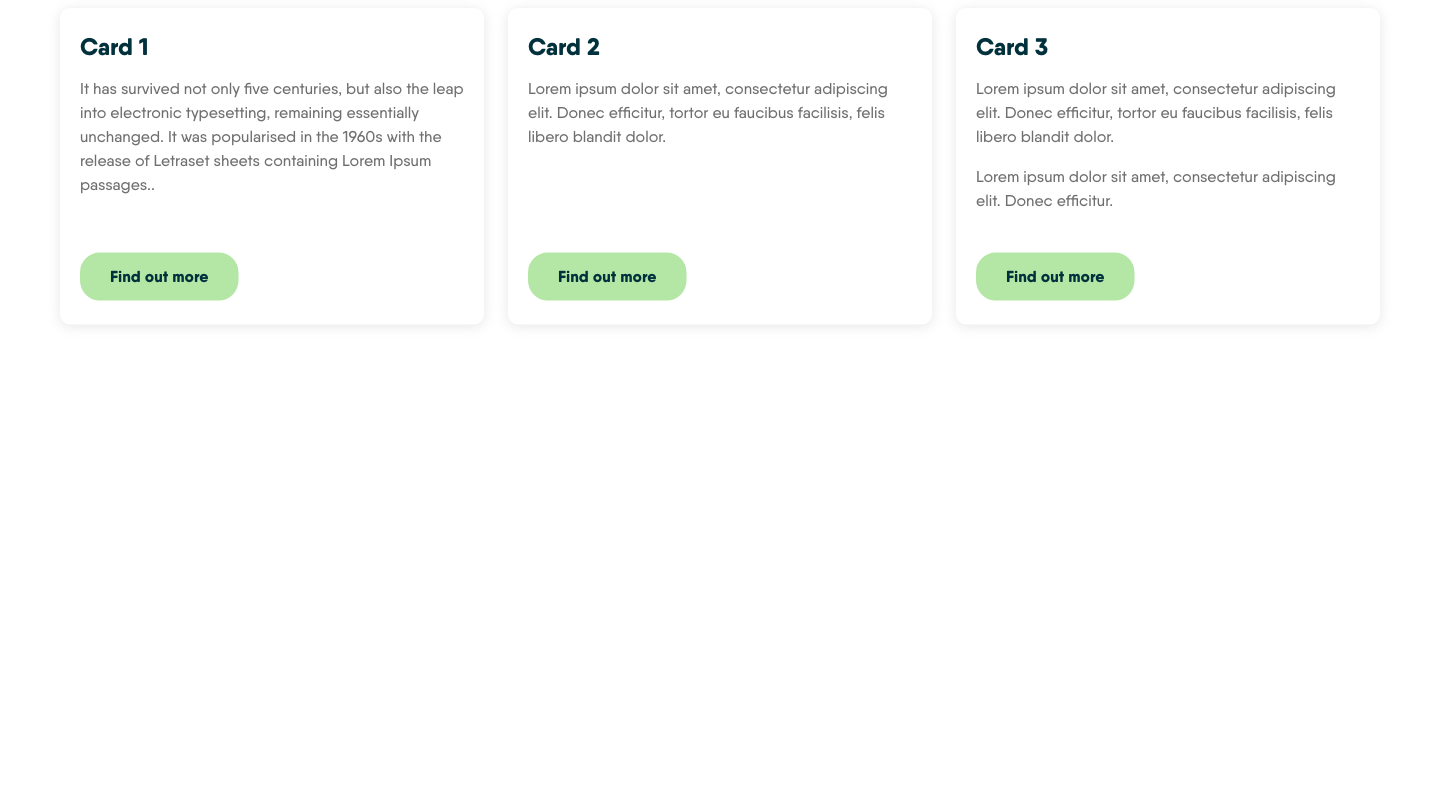 Card 1
It has survived not only five centuries, but also the leap
into electronic typesetting, remaining essentially
unchanged. It was popularised in the 1960s with the
release of Letraset sheets containing Lorem Ipsum
passages..
Find out more
Card 2
Lorem ipsum dolor sit amet, consectetur adipiscing
elit. Donec efficitur, tortor eu faucibus facilisis, felis
libero blandit dolor.
Find out more
Card 3
Lorem ipsum dolor sit amet, consectetur adipiscing
elit. Donec efficitur, tortor eu faucibus facilisis, felis
libero blandit dolor.
Lorem ipsum dolor sit amet, consectetur adipiscing
elit. Donec efficitur.
Find out more